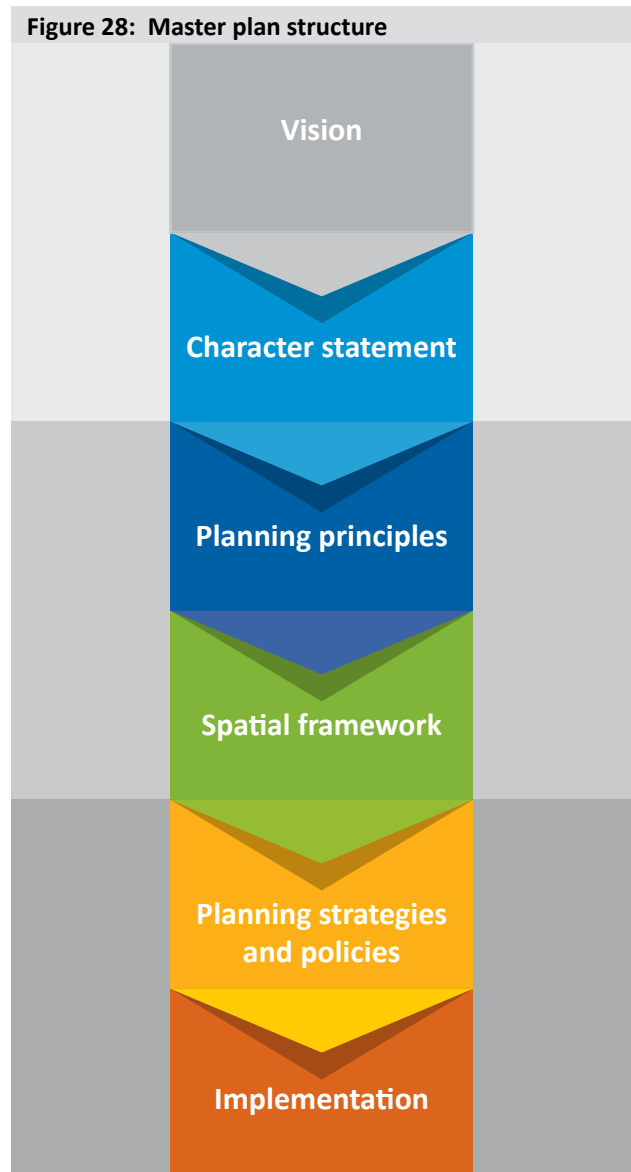 Figure 28:  Master plan structure
Vision
Character statement
Planning principles
Spatial framework
Planning strategies
and policies
Implementation